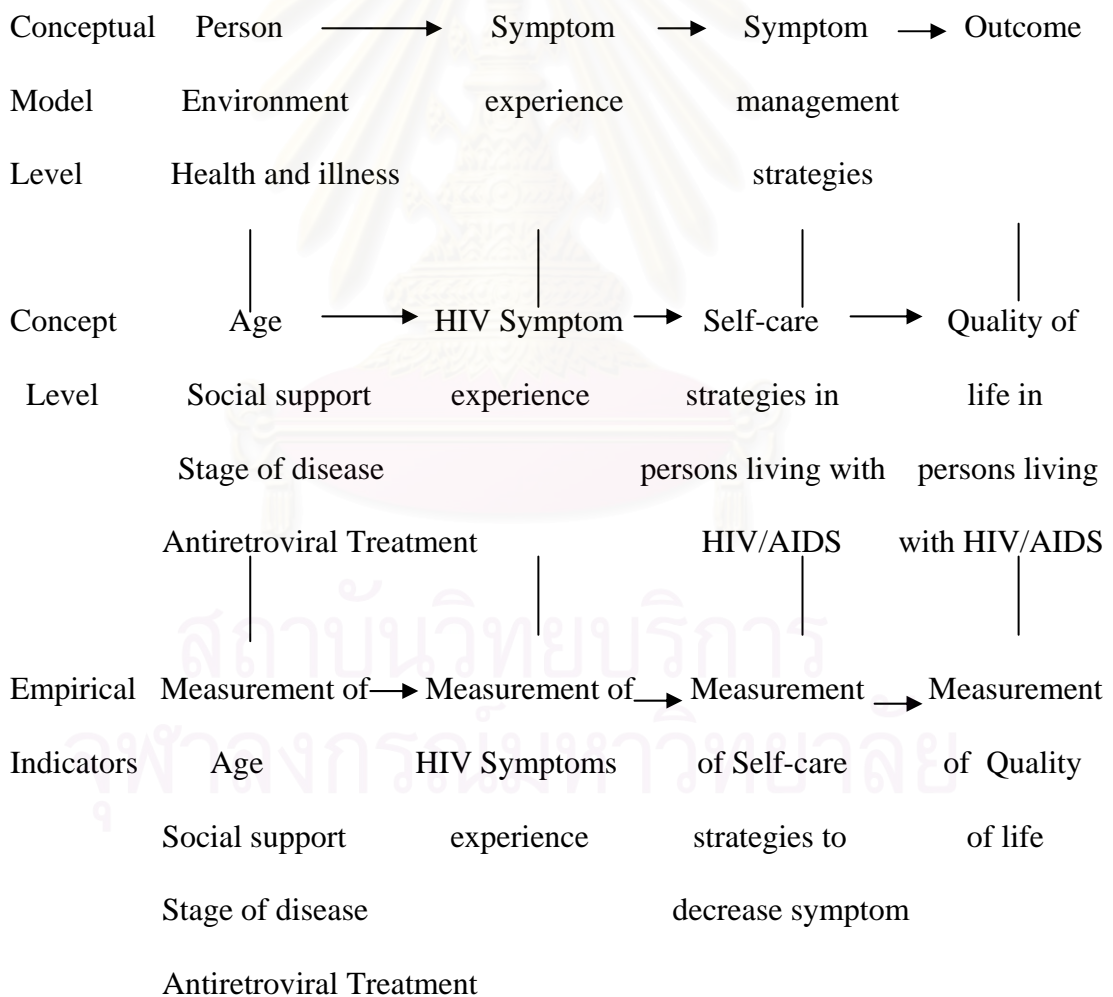 Conceptual Person Symptom Symptom Outcome
Model Environment experience management
Level Health and illness strategies
Concept Age HIV Symptom Self-care Quality of
Level Social support experience strategies in life in
Stage of disease persons living with persons living
Antiretroviral Treatment HIV/AIDS with HIV/AIDS
สถาบันวิทยบริการ
Empirical Measurement of Measurement of Measurement Measurement
จุฬาลงกรณ์มหาวิทยาลัย
Indicators Age HIV Symptoms of Self-care of Quality
Social support experience strategies to of life
Stage of disease decrease symptom
Antiretroviral Treatment